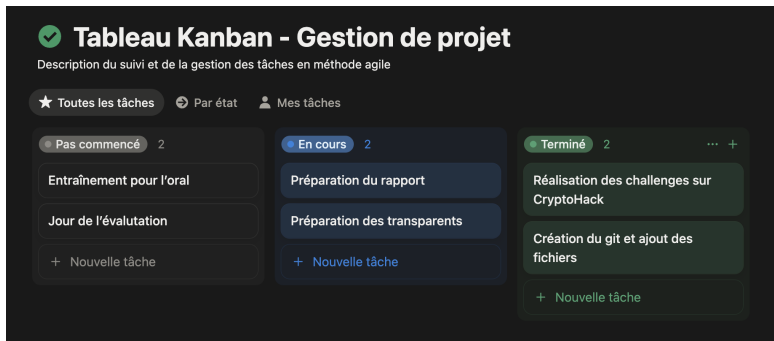 Tableau Kanban - Gestion de projet
Description du suivi et de la gestion des tâches en méthode agile
Toutes les tâches
Par état
Mes tâches
Pas commencé 2
Entraînement pour l'oral
Jour de l'évalutation
+ Nouvelle tâche
En cours 2
Préparation du rapport
Préparation des transparents
+ Nouvelle tâche
Terminé 2 ··· +
Réalisation des challenges sur
CryptoHack
Création du git et ajout des
fichiers
+ Nouvelle tâche